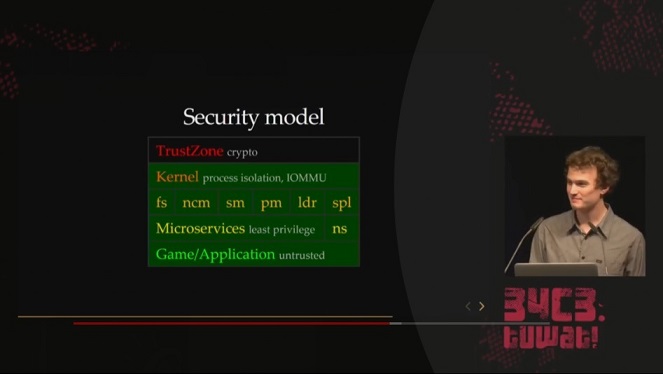 Security model
TrustZone crypto
Kernel process isolation, IOMMU
fs ncm sm pm ldr spl
Microservices least privilege ns
Game/Application untrusted
34C3.
tuwat!